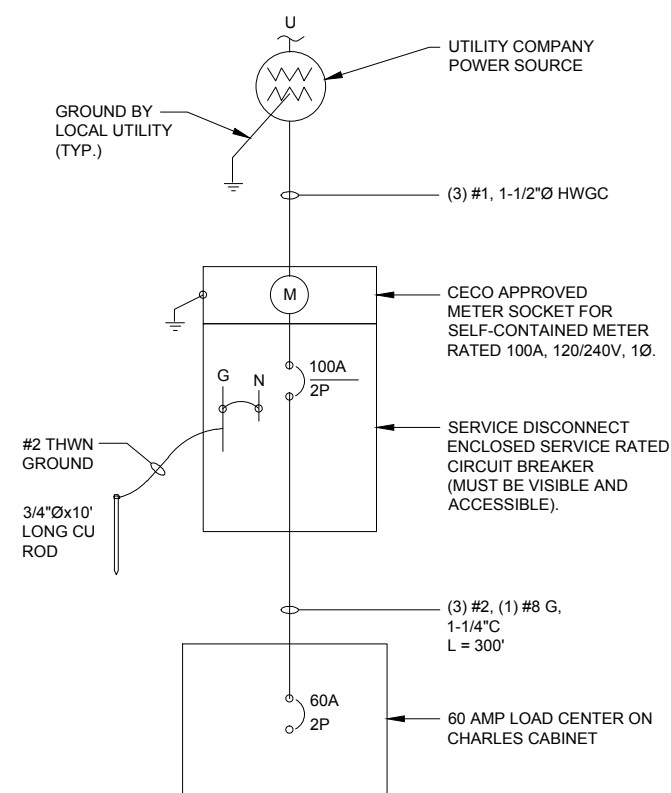 U
UTILITY COMPANY
POWER SOURCE
GROUND BY
LOCAL UTILITY
(TYP.)
(3) #1, 1-1/2"Ø HWGC
M
CECO APPROVED
METER SOCKET FOR
SELF-CONTAINED METER
RATED 100A, 120/240V, 1Ø.
100A
2P
G
N
SERVICE DISCONNECT
ENCLOSED SERVICE RATED
CIRCUIT BREAKER
(MUST BE VISIBLE AND
ACCESSIBLE).
#2 THWN
GROUND
3/4"Øx10'
LONG CU
ROD
(3) #2, (1) #8 G,
1-1/4"C
L = 300'
60A
2P
60 AMP LOAD CENTER ON
CHARLES CABINET